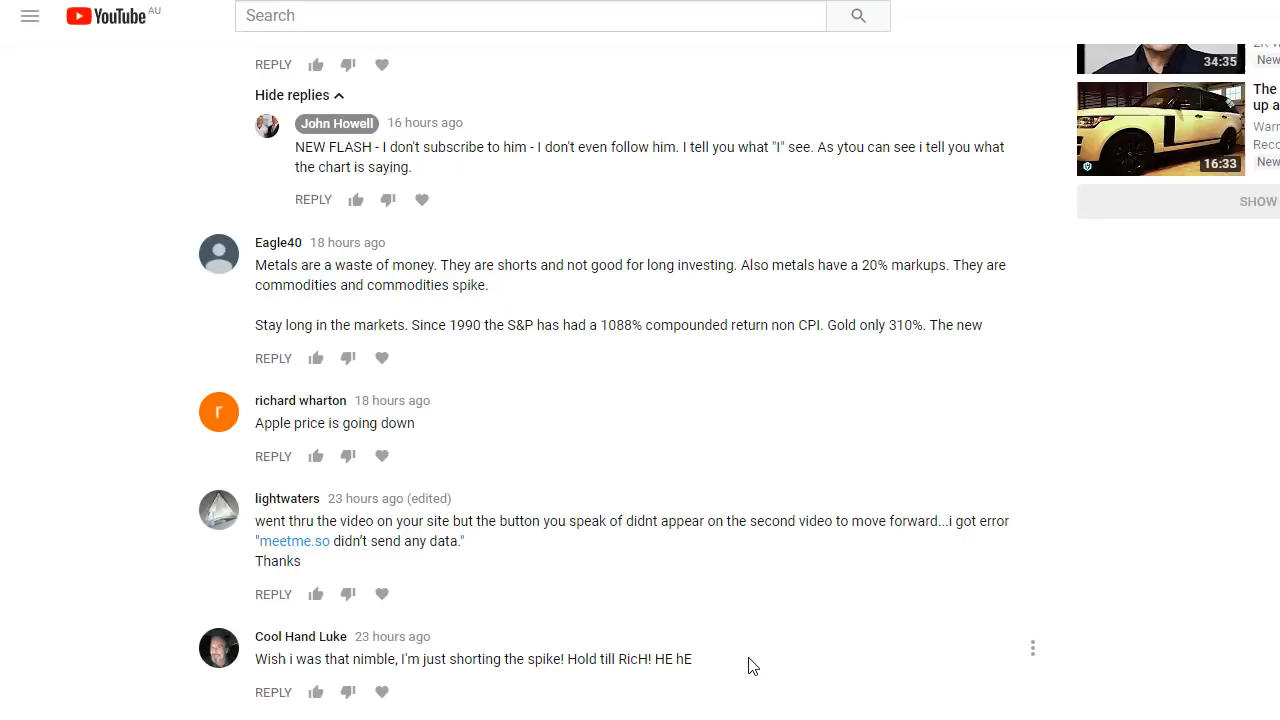 YouTube AU
Search
34:35
New
REPLY
Hide replies
The
up a
Warr
Reco
New
16:33
SHOW
John Howell 16 hours ago
NEW FLASH - I don't subscribe to him - I don't even follow him. I tell you what "I" see. As ytou can see i tell you what
the chart is saying.
REPLY
Eagle40 18 hours ago
Metals are a waste of money. They are shorts and not good for long investing. Also metals have a 20% markups. They are
commodities and commodities spike.
Stay long in the markets. Since 1990 the S&P has had a 1088% compounded return non CPI. Gold only 310%. The new
REPLY
r
richard wharton 18 hours ago
Apple price is going down
REPLY
lightwaters 23 hours ago (edited)
went thru the video on your site but the button you speak of didnt appear on the second video to move forward...i got error
"meetme.so didn’t send any data."
Thanks
REPLY
Cool Hand Luke 23 hours ago
Wish i was that nimble, I'm just shorting the spike! Hold till RicH! HE hE
REPLY